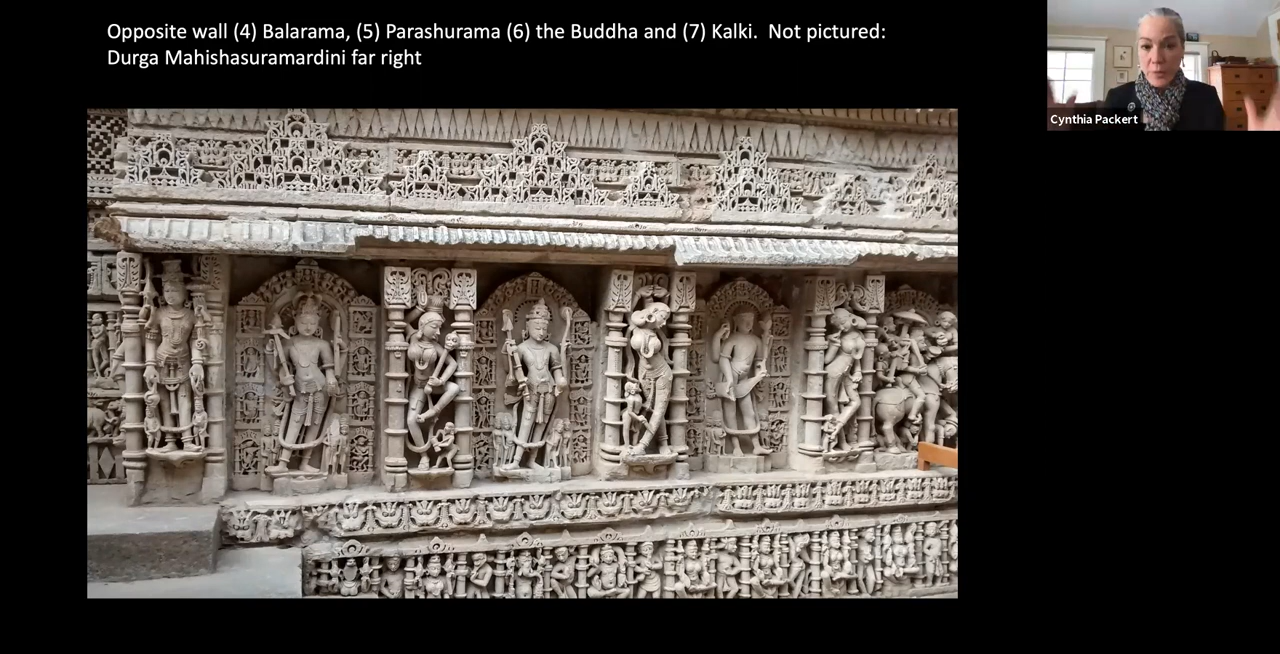 Opposite wall (4) Balarama, (5) Parashurama (6) the Buddha and (7) Kalki.  Not pictured:
Durga Mahishasuramardini far right
Cynthia Packert